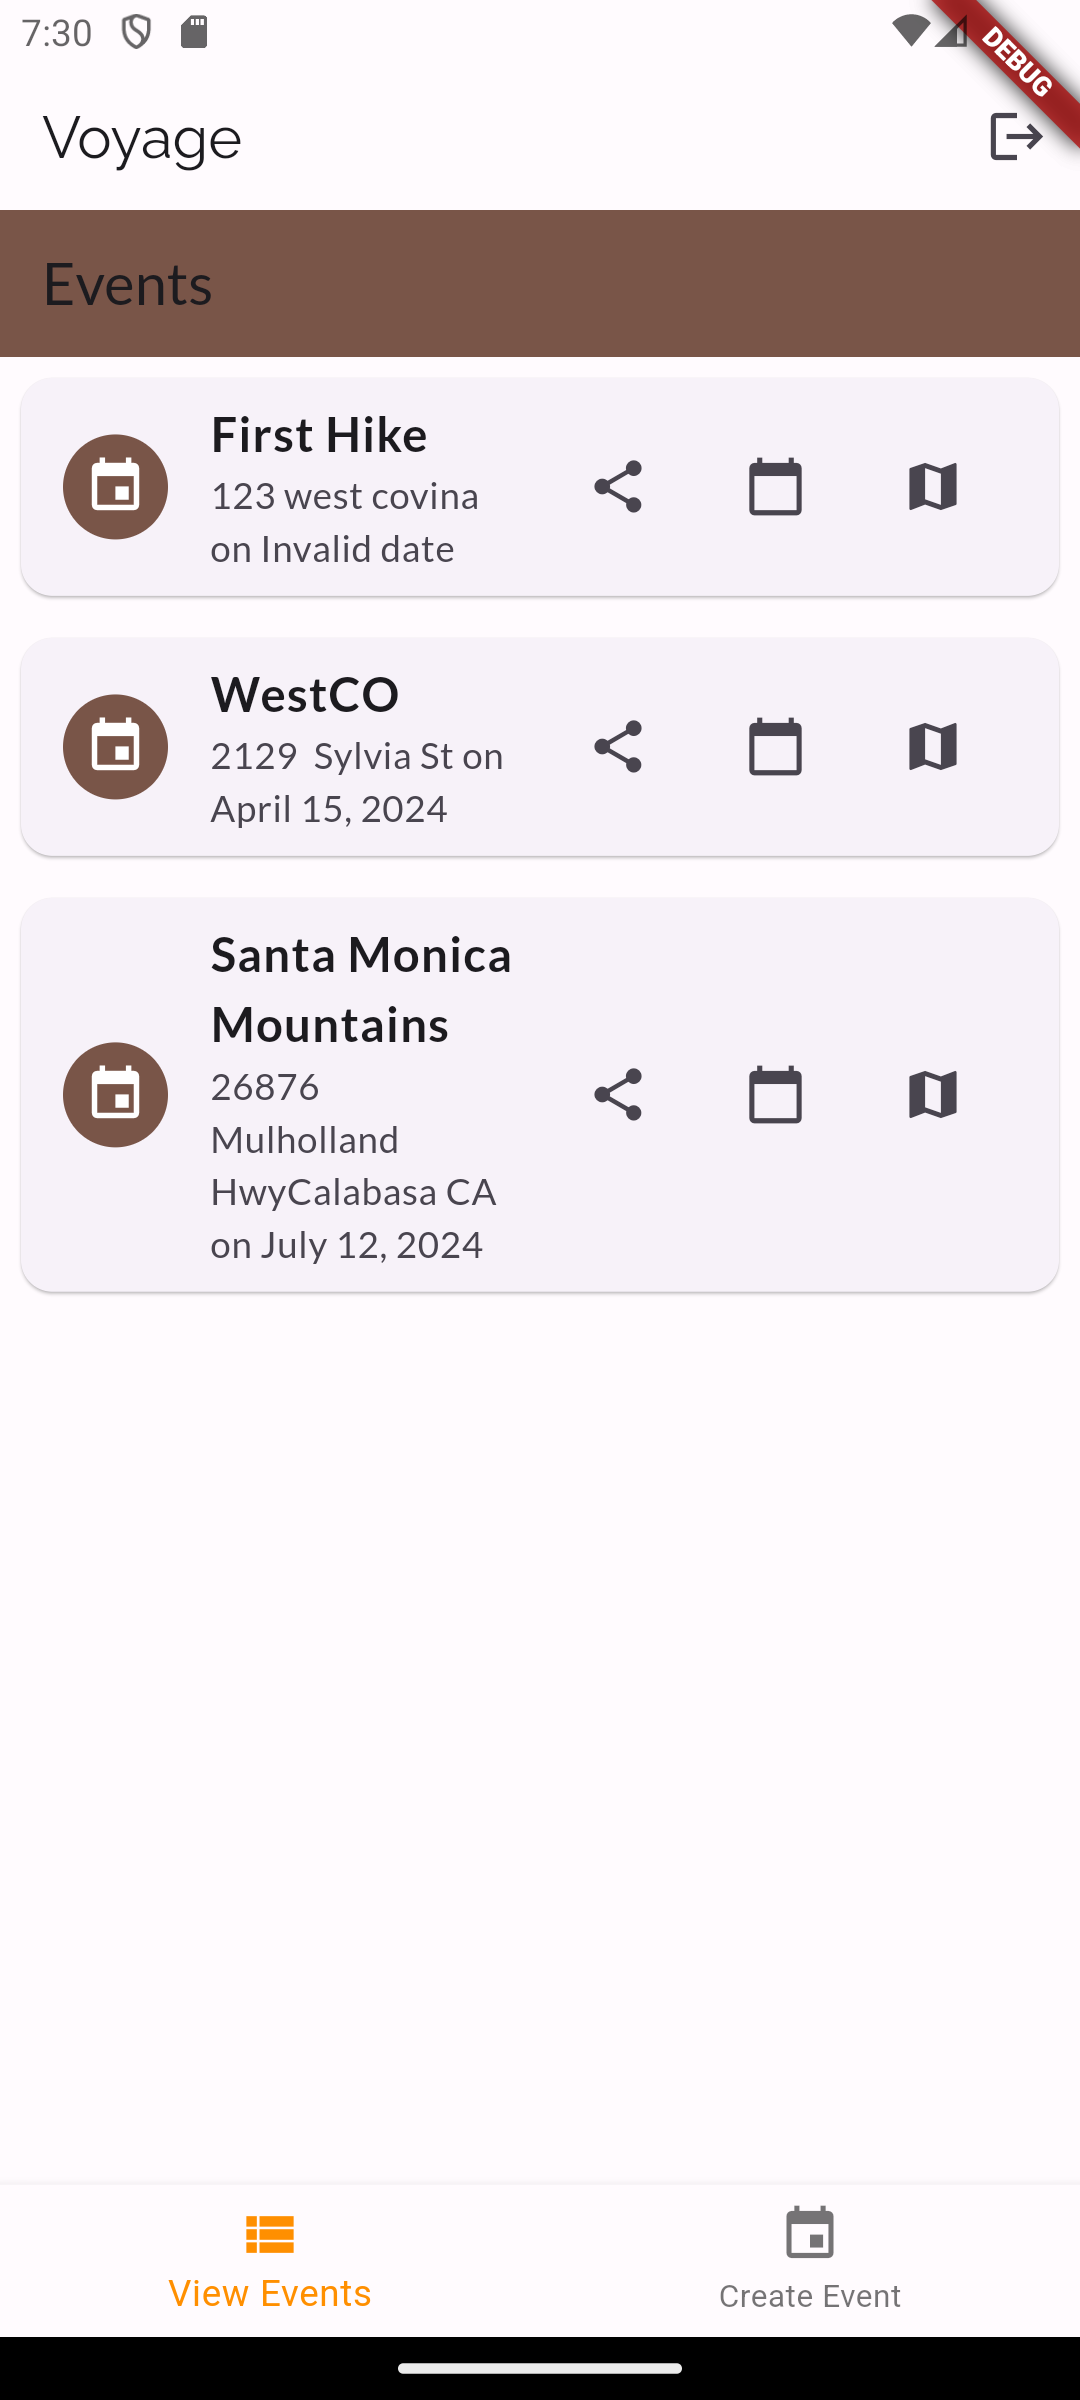 7:30
DEBUG
Voyage
Events
First Hike
123 west covina
on Invalid date
WestCO
2129  Sylvia St on
April 15, 2024
Santa Monica
Mountains
26876
Mulholland
HwyCalabasa CA
on July 12, 2024
View Events
Create Event